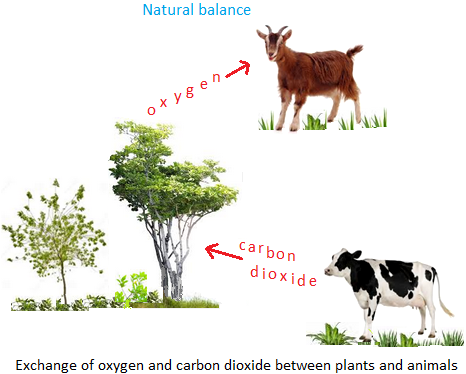 Natural balance
oxygen
carbon
dioxide
Exchange of oxygen and carbon dioxide between plants and animals